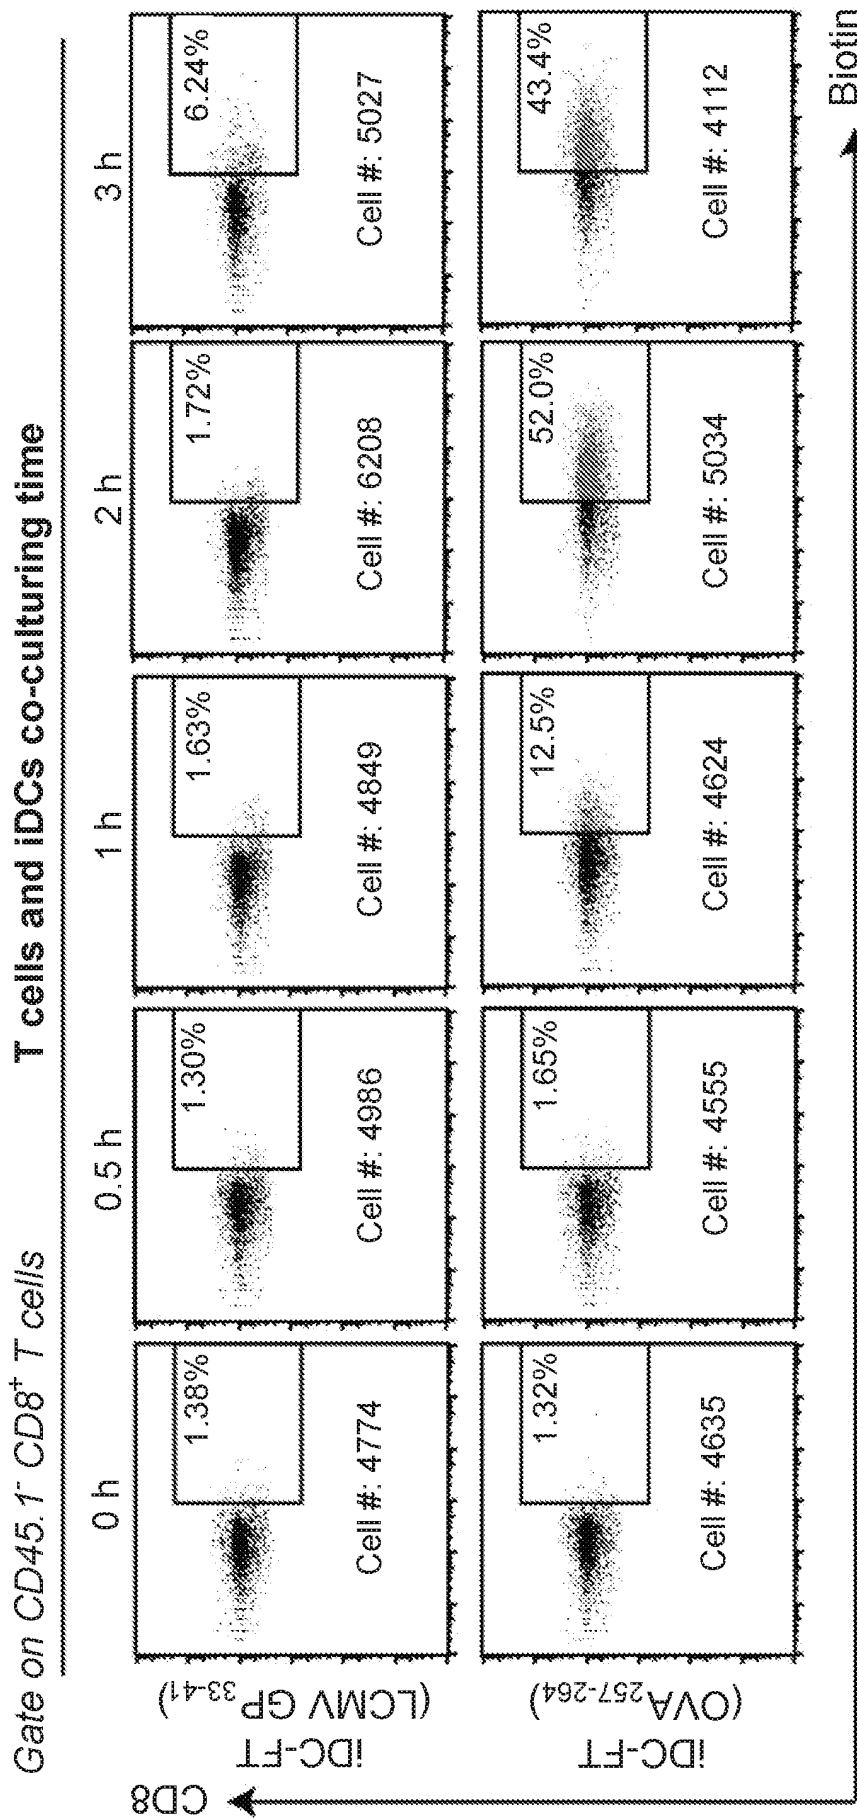 T cells and iDCs co-culturing time
Gate on CD45.1⁻ CD8⁺ T cells
0 h 0.5 h 1 h 2 h 3 h
iDC-FT
(LCMV GP33-41)
1.38% 1.30% 1.63% 1.72% 6.24%
Cell #: 4774 Cell #: 4986 Cell #: 4849 Cell #: 6208 Cell #: 5027
iDC-FT
(OVA257-264)
1.32% 1.65% 12.5% 52.0% 43.4%
Cell #: 4635 Cell #: 4555 Cell #: 4624 Cell #: 5034 Cell #: 4112
CD8
Biotin